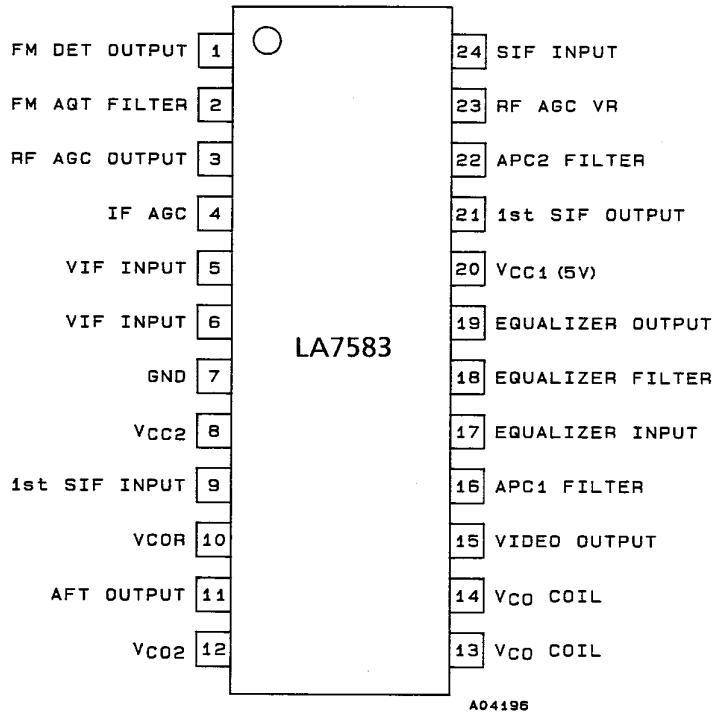 FM DET OUTPUT 1
24 SIF INPUT
FM AQT FILTER 2
23 RF AGC VR
RF AGC OUTPUT 3
22 APC2 FILTER
IF AGC 4
21 1st SIF OUTPUT
VIF INPUT 5
20 VCC1 (5V)
VIF INPUT 6
19 EQUALIZER OUTPUT
LA7583
GND 7
18 EQUALIZER FILTER
VCC2 8
17 EQUALIZER INPUT
1st SIF INPUT 9
16 APC1 FILTER
VCOR 10
15 VIDEO OUTPUT
AFT OUTPUT 11
14 VCO COIL
VCO2 12
13 VCO COIL
A04196